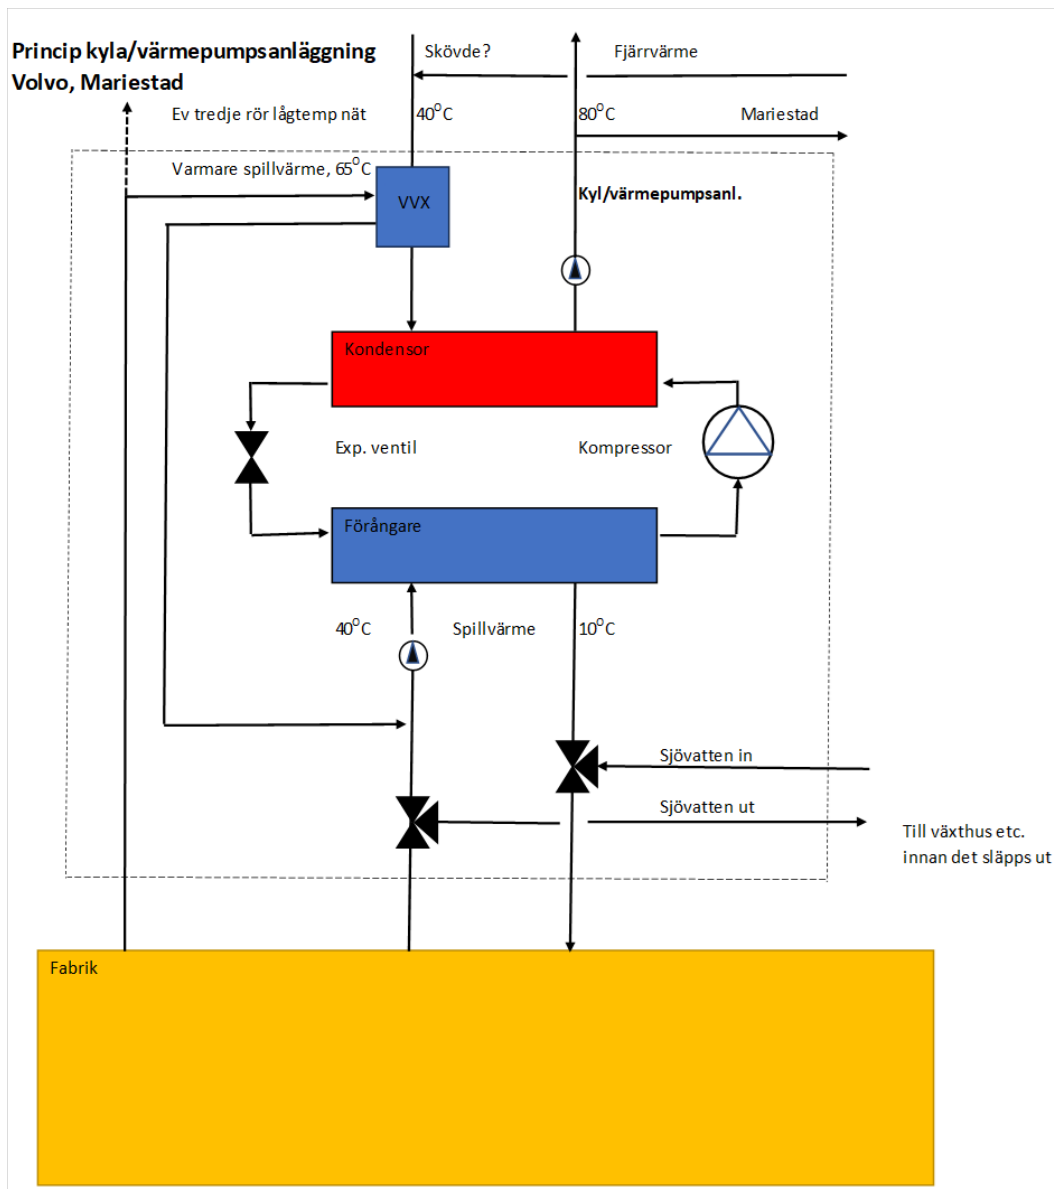 Princip kyla/värmepumpsanläggning
Volvo, Mariestad
Skövde?
Fjärrvärme
Ev tredje rör lågtemp nät
40°C
80°C
Mariestad
Varmare spillvärme, 65°C
VVX
Kyl/värmepumpsanl.
Kondensor
Exp. ventil
Kompressor
Förångare
40°C
Spillvärme
10°C
Sjövatten in
Sjövatten ut
Till växthus etc.
innan det släpps ut
Fabrik